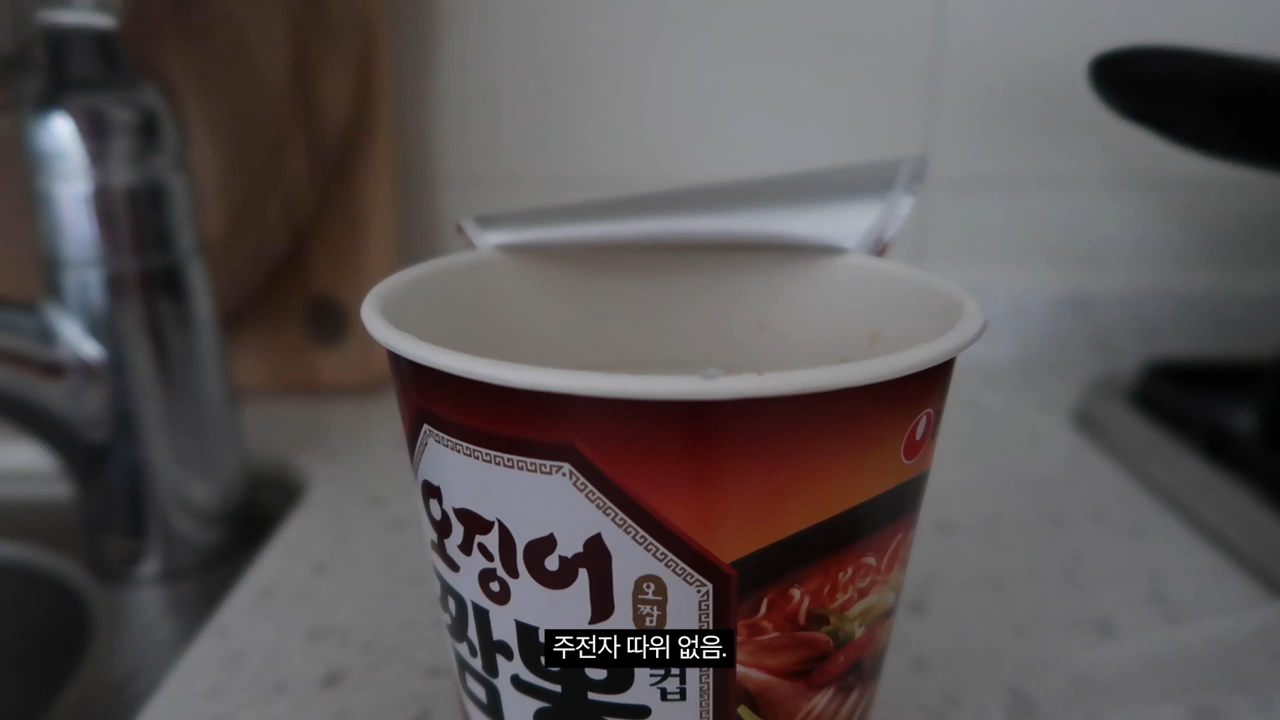 오징어
오짬
짬뽕
컵
주전자 따위 없음.